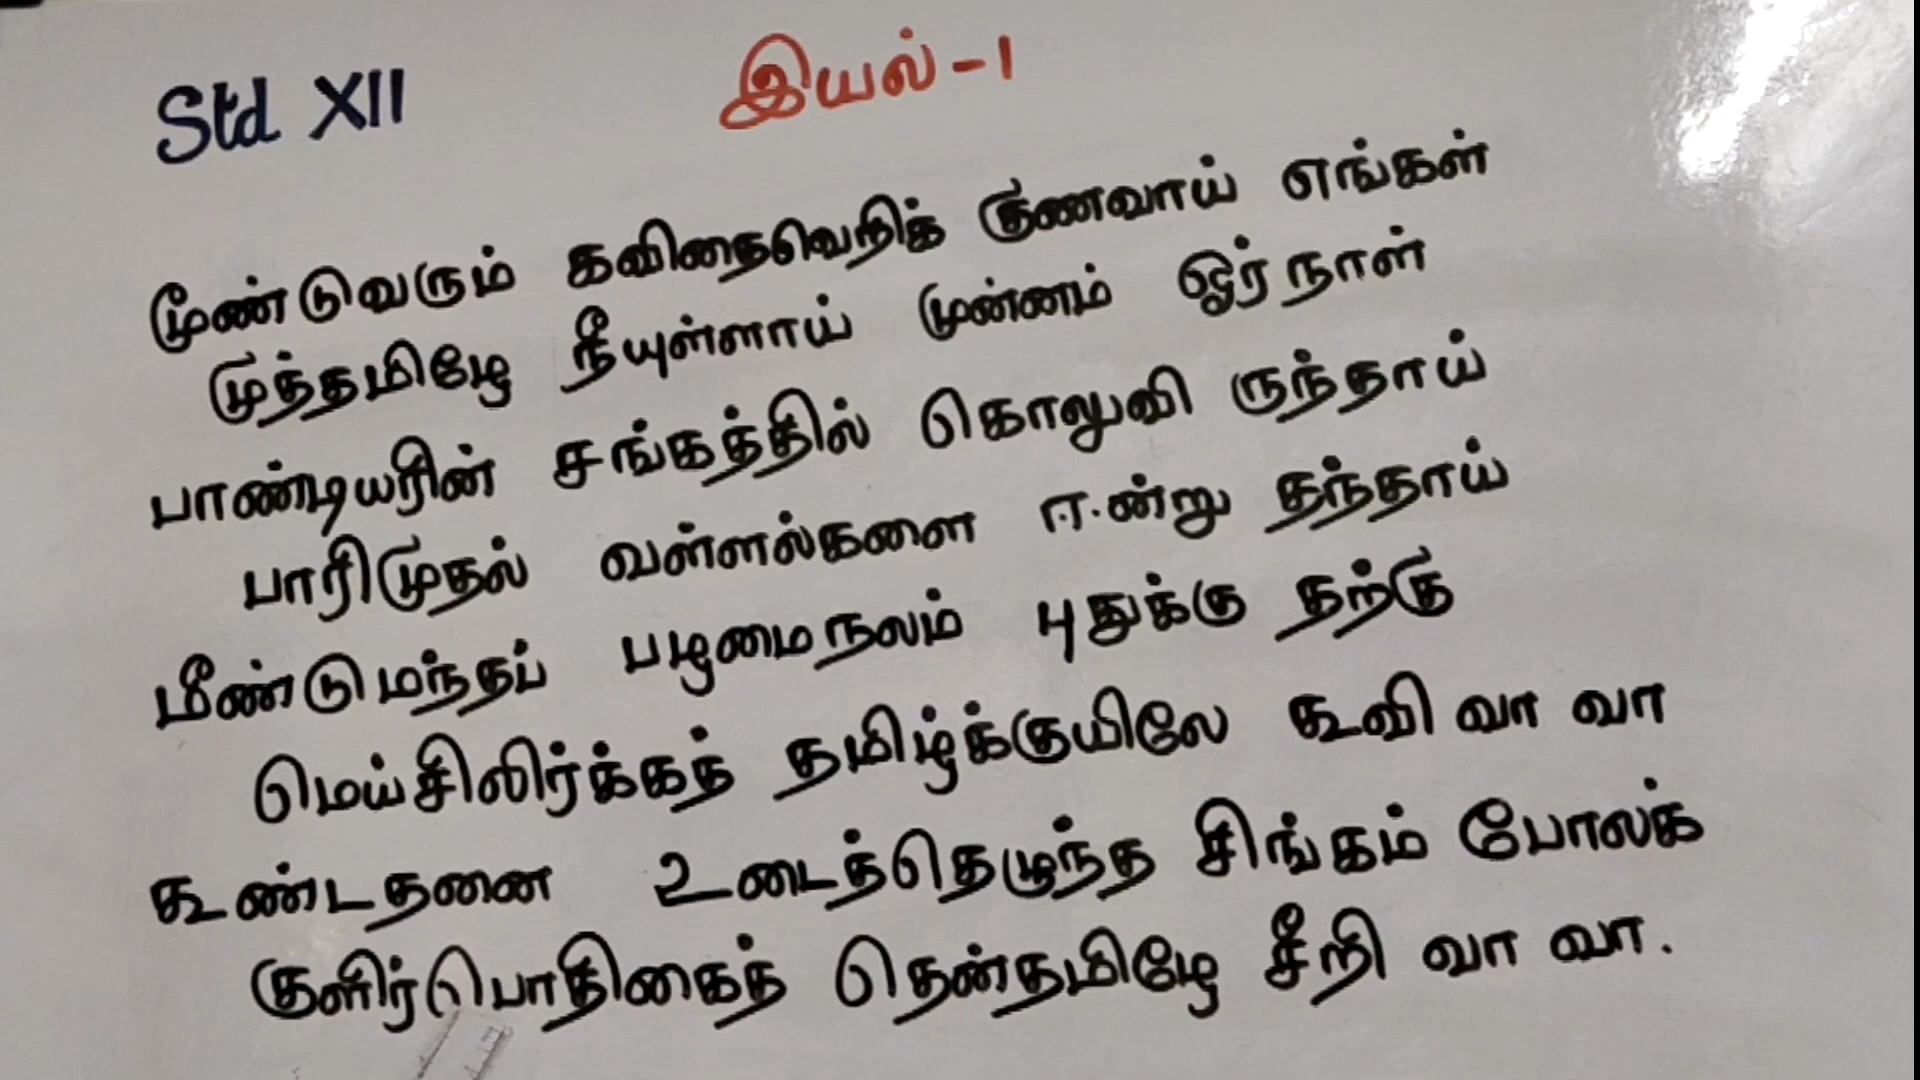 Std XII இயல் - 1
மூண்டுவரும் கவிதைவெறிக் குணவாய் எங்கள்
முத்தமிழே நீயுள்ளாய் முன்னம் ஓர்நாள்
பாண்டியரின் சங்கத்தில் கொலுவி ருந்தாய்
பாரிமுதல் வள்ளல்களை ஈன்று தந்தாய்
மீண்டுமந்தப் பழமைநலம் புதுக்கு தற்கு
மெய்சிலிர்க்கத் தமிழ்க்குயிலே கூவி வா வா
கூண்டதனை உடைத்தெழுந்த சிங்கம் போலக்
குளிர்பொதிகைத் தென்தமிழே சீறி வா வா.